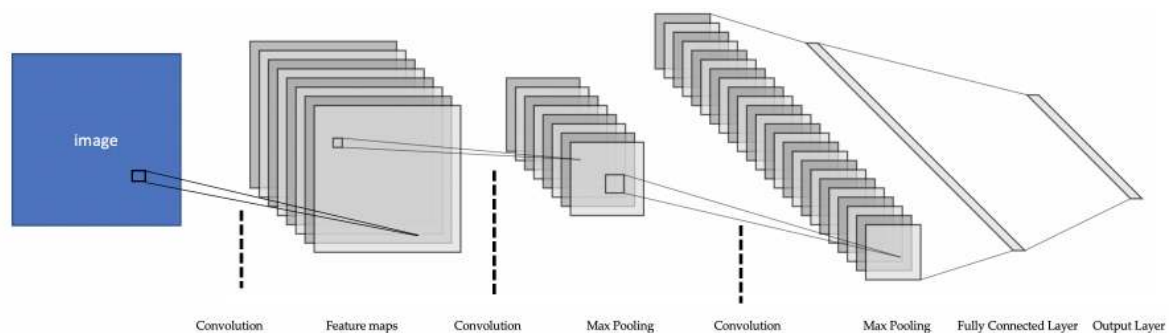 image
Convolution Feature maps Convolution Max Pooling Convolution Max Pooling Fully Connected Layer Output Layer